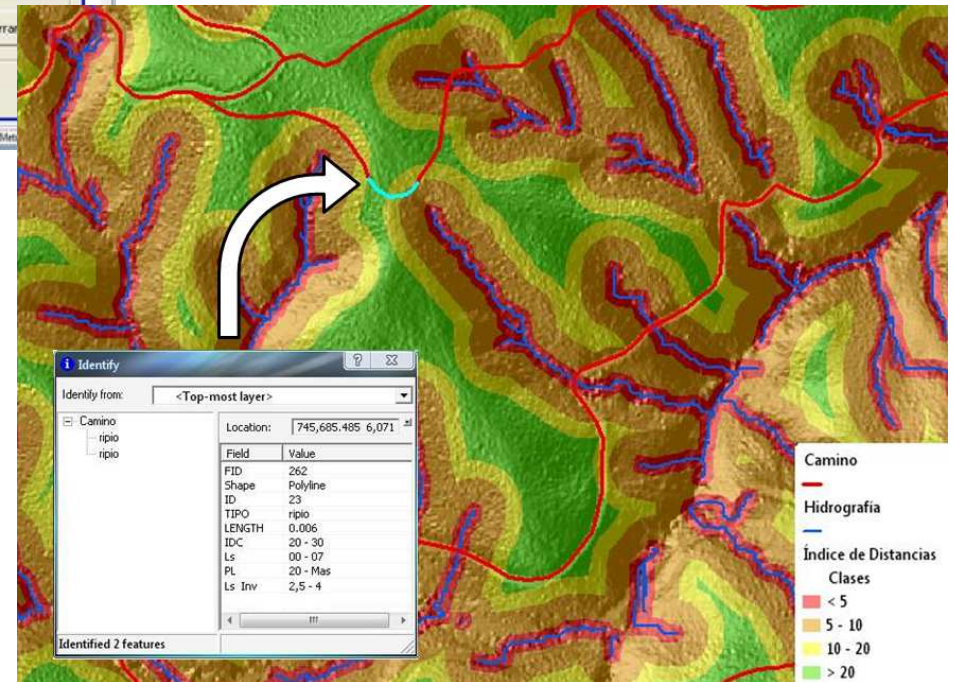 Identify
Identify from: <Top-most layer>
Camino
ripio
ripio
Location: 745,685.485 6,071
Field Value
FID 262
Shape Polyline
ID 23
TIPO ripio
LENGTH 0.006
IDC 20 - 30
Ls 00 - 07
PL 20 - Mas
Ls Inv 2,5 - 4
Identified 2 features
Camino
Hidrografía
Índice de Distancias
Clases
< 5
5 - 10
10 - 20
> 20